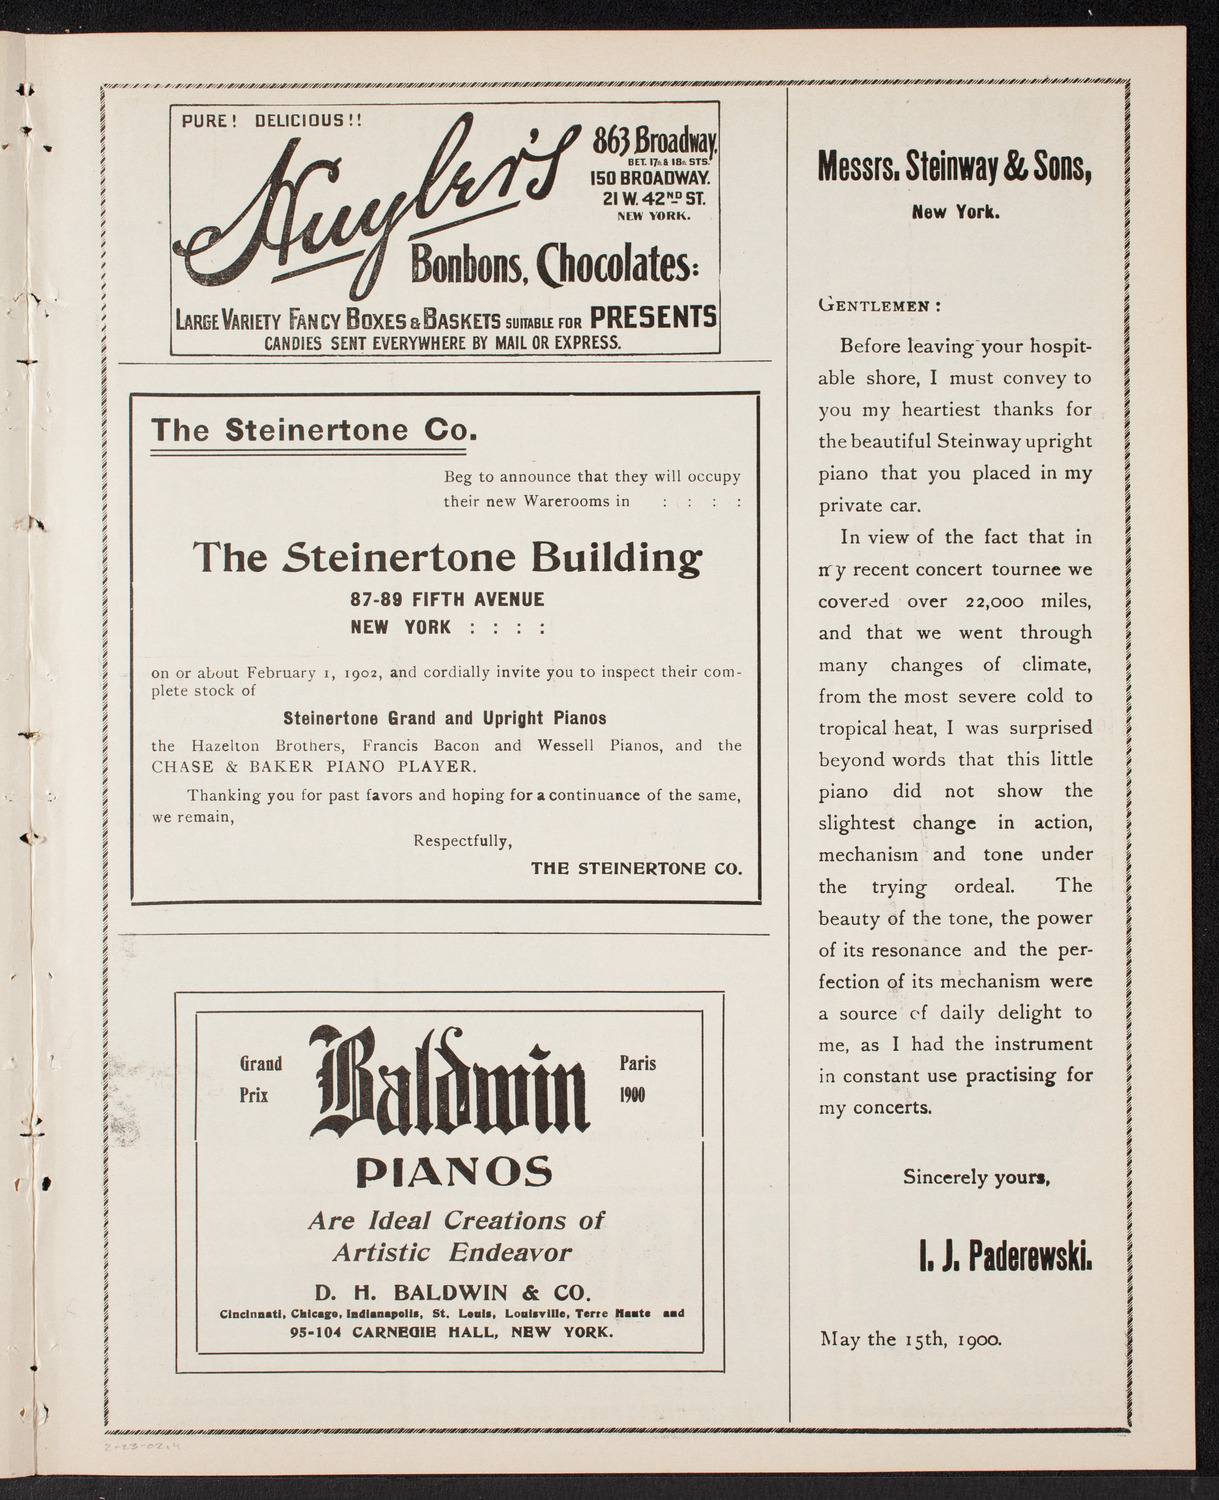 PURE! DELICIOUS!!
Huyler's
863 Broadway,
BET. 17th & 18th STS.
150 BROADWAY.
21 W. 42ND ST.
NEW YORK.
Bonbons, Chocolates:
LARGE VARIETY FANCY BOXES & BASKETS SUITABLE FOR PRESENTS
CANDIES SENT EVERYWHERE BY MAIL OR EXPRESS.
The Steinertone Co.
Beg to announce that they will occupy
their new Warerooms in : : : :
The Steinertone Building
87-89 FIFTH AVENUE
NEW YORK : : : :
on or about February 1, 1902, and cordially invite you to inspect their com-
plete stock of
Steinertone Grand and Upright Pianos
the Hazelton Brothers, Francis Bacon and Wessell Pianos, and the
CHASE & BAKER PIANO PLAYER.
Thanking you for past favors and hoping for a continuance of the same,
we remain,
Respectfully,
THE STEINERTONE CO.
Grand Prix
Baldwin
Paris 1900
PIANOS
Are Ideal Creations of
Artistic Endeavor
D. H. BALDWIN & CO.
Cincinnati, Chicago, Indianapolis, St. Louis, Louisville, Terre Haute and
95-104 CARNEGIE HALL, NEW YORK.
Messrs. Steinway & Sons,
New York.
GENTLEMEN:
Before leaving your hospit-
able shore, I must convey to
you my heartiest thanks for
the beautiful Steinway upright
piano that you placed in my
private car.
In view of the fact that in
my recent concert tournee we
covered over 22,000 miles,
and that we went through
many changes of climate,
from the most severe cold to
tropical heat, I was surprised
beyond words that this little
piano did not show the
slightest change in action,
mechanism and tone under
the trying ordeal. The
beauty of the tone, the power
of its resonance and the per-
fection of its mechanism were
a source of daily delight to
me, as I had the instrument
in constant use practising for
my concerts.
Sincerely yours,
I. J. Paderewski.
May the 15th, 1900.
2-23-02.4